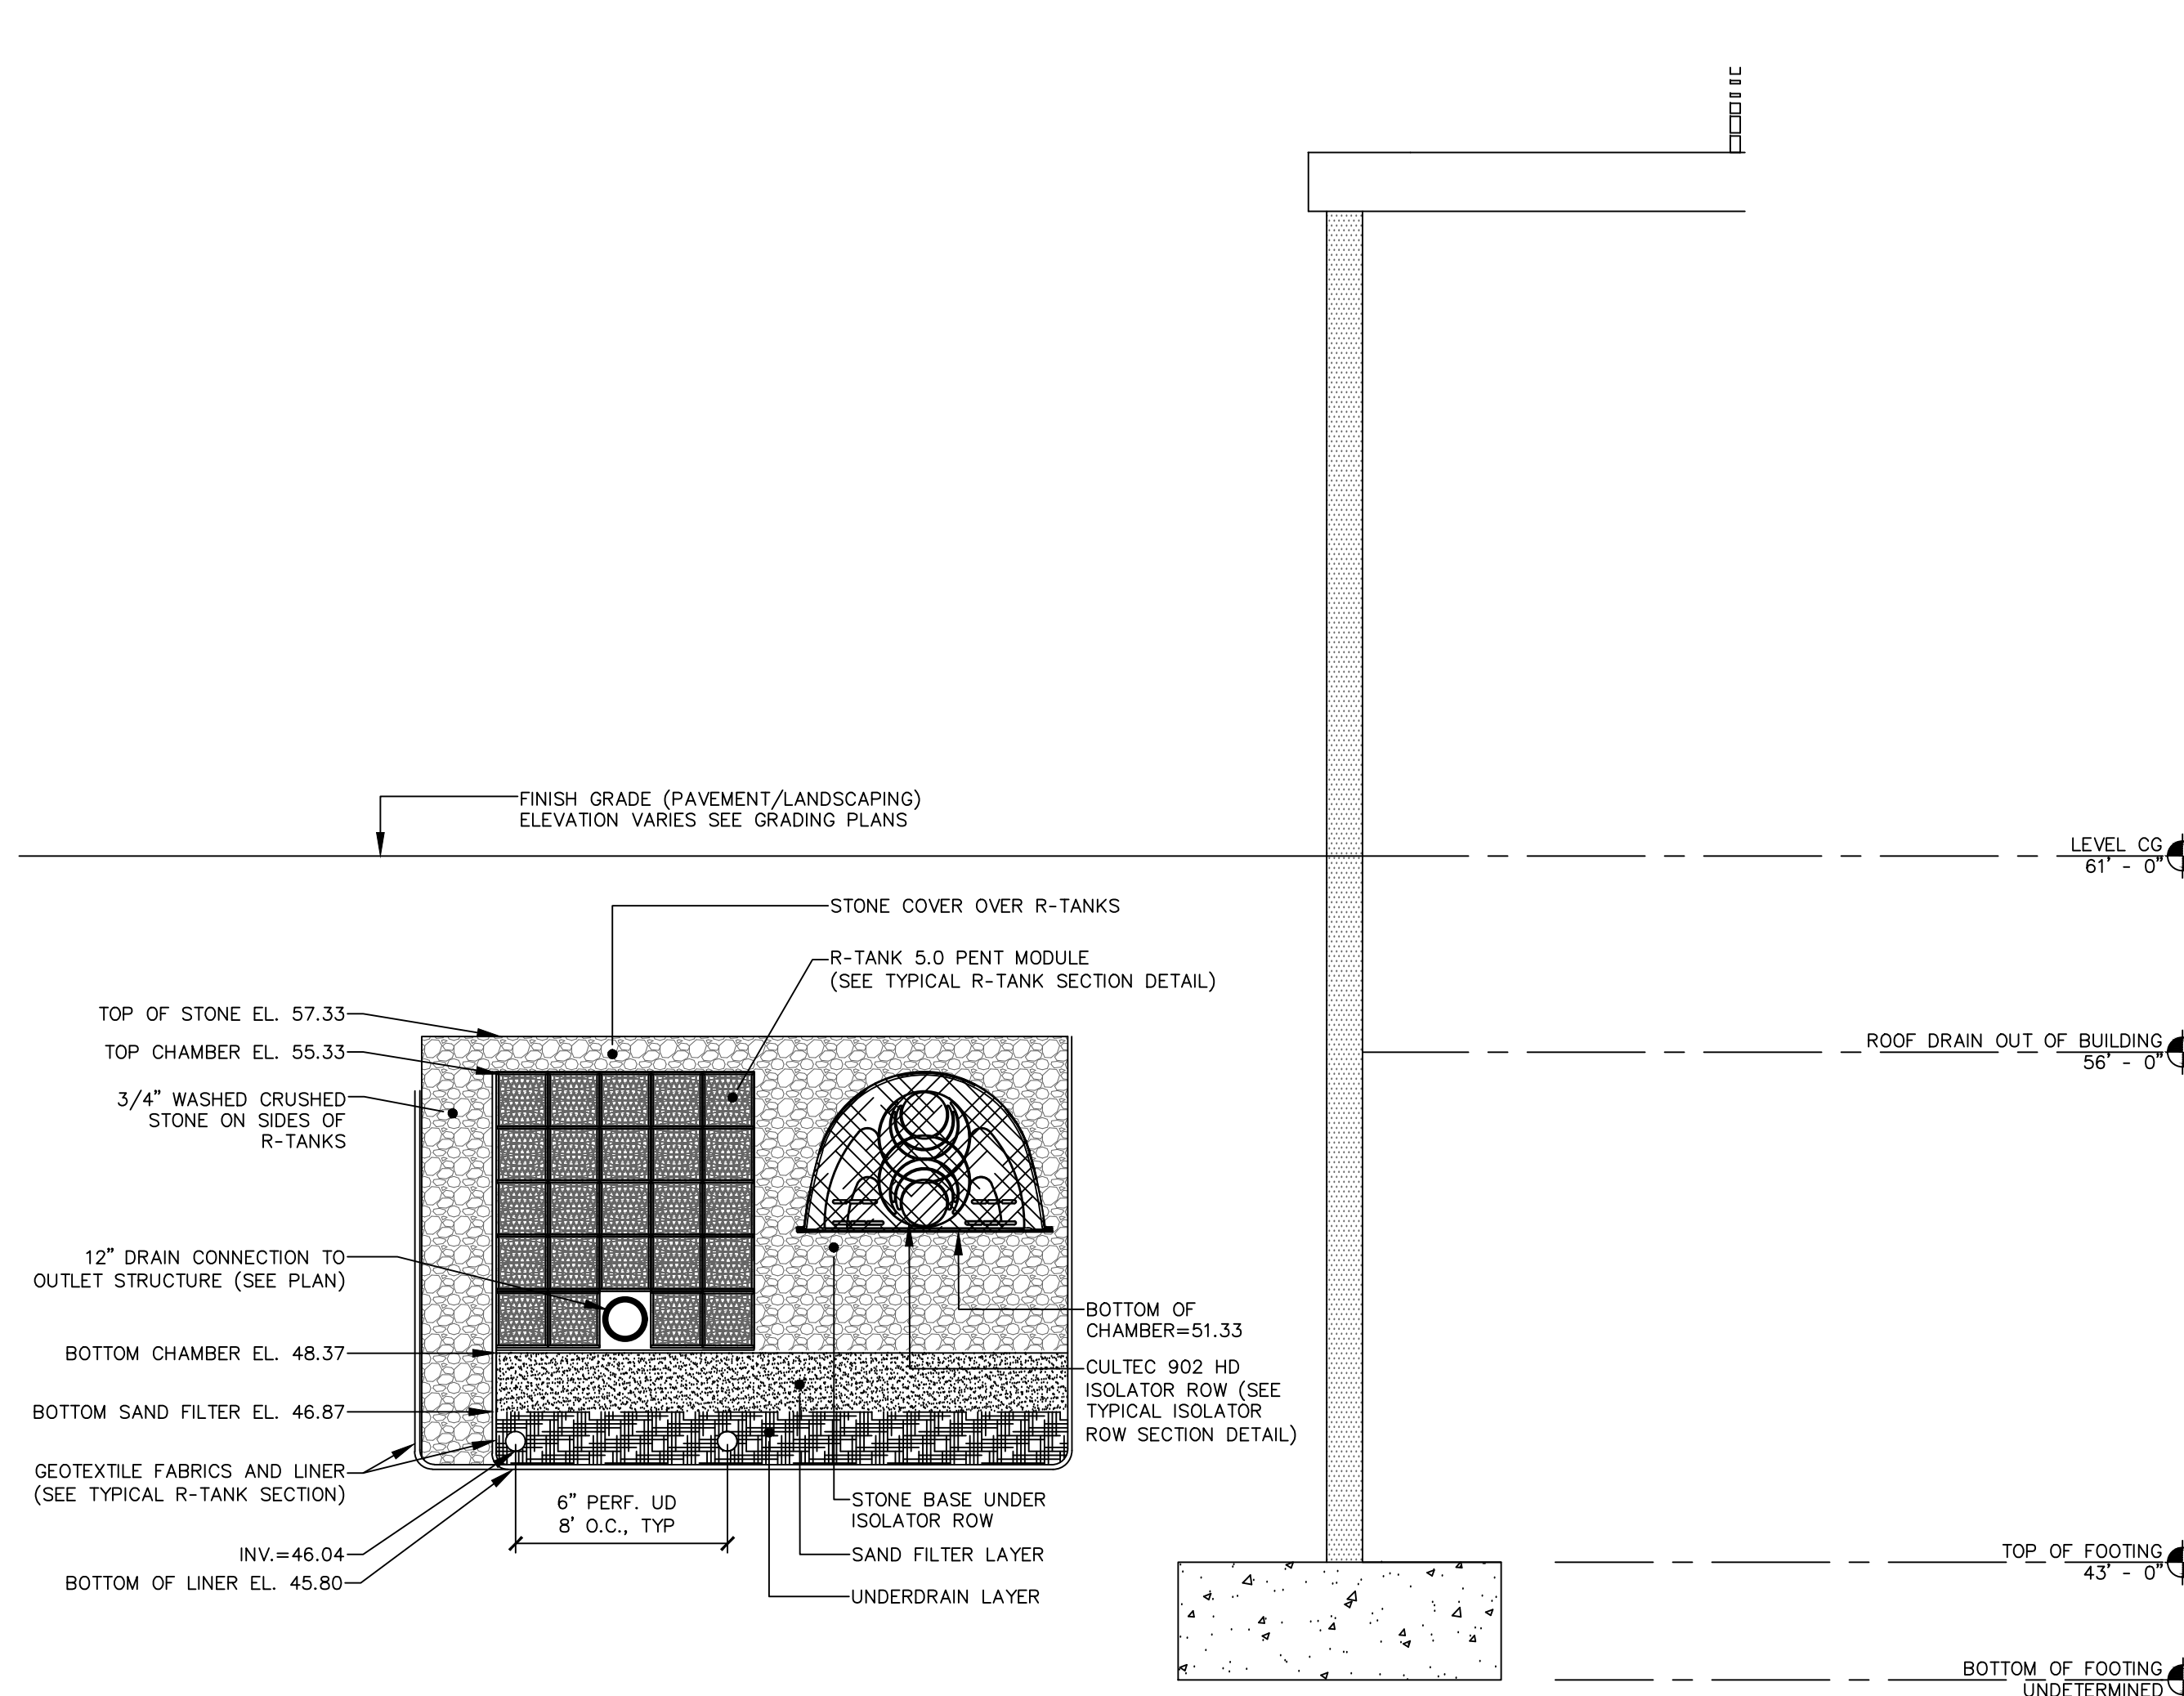 FINISH GRADE (PAVEMENT/LANDSCAPING)
ELEVATION VARIES SEE GRADING PLANS
LEVEL CG
61' - 0"
STONE COVER OVER R-TANKS
R-TANK 5.0 PENT MODULE
(SEE TYPICAL R-TANK SECTION DETAIL)
TOP OF STONE EL. 57.33
TOP CHAMBER EL. 55.33
ROOF DRAIN OUT OF BUILDING
56' - 0"
3/4" WASHED CRUSHED
STONE ON SIDES OF
R-TANKS
12" DRAIN CONNECTION TO
OUTLET STRUCTURE (SEE PLAN)
BOTTOM OF
CHAMBER=51.33
BOTTOM CHAMBER EL. 48.37
CULTEC 902 HD
ISOLATOR ROW (SEE
TYPICAL ISOLATOR
ROW SECTION DETAIL)
BOTTOM SAND FILTER EL. 46.87
GEOTEXTILE FABRICS AND LINER
(SEE TYPICAL R-TANK SECTION)
6" PERF. UD
8' O.C., TYP
STONE BASE UNDER
ISOLATOR ROW
INV.=46.04
SAND FILTER LAYER
BOTTOM OF LINER EL. 45.80
UNDERDRAIN LAYER
TOP OF FOOTING
43' - 0"
BOTTOM OF FOOTING
UNDETERMINED